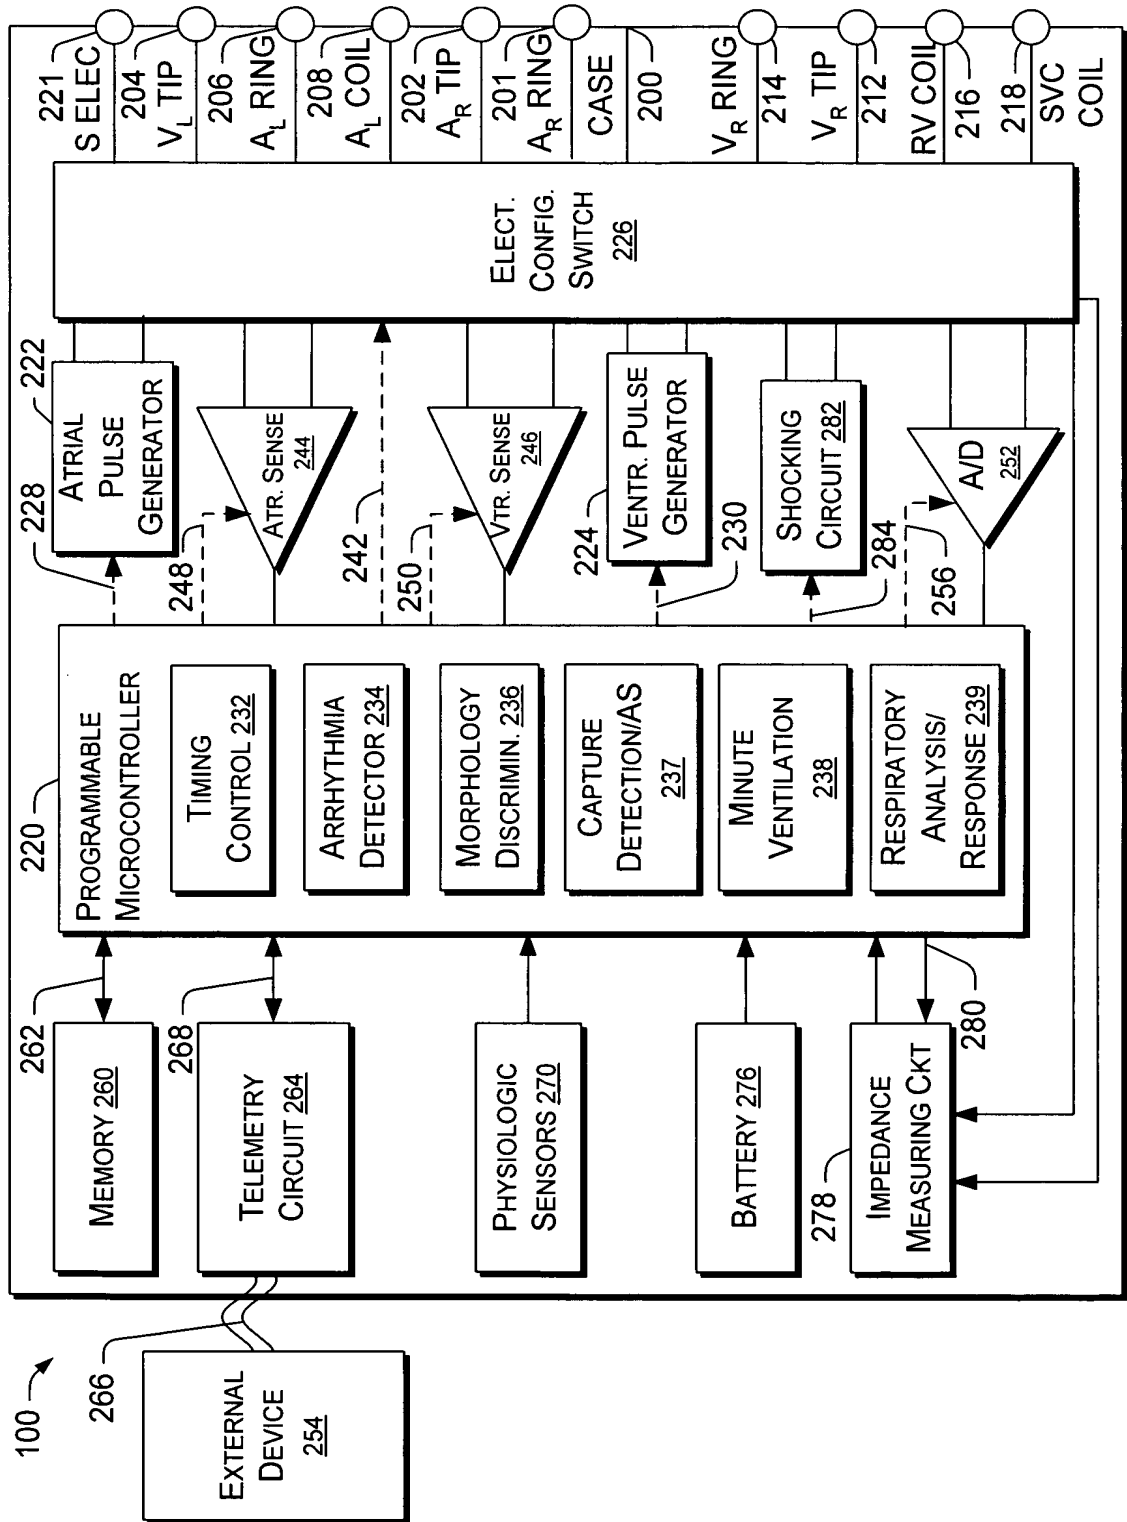 100
EXTERNAL
DEVICE
254
266
262
MEMORY 260
268
TELEMETRY
CIRCUIT 264
PHYSIOLOGIC
SENSORS 270
BATTERY 276
278
IMPEDANCE
MEASURING CKT
280
220
PROGRAMMABLE
MICROCONTROLLER
TIMING
CONTROL 232
ARRHYTHMIA
DETECTOR 234
MORPHOLOGY
DISCRIMIN. 236
CAPTURE
DETECTION/AS
237
MINUTE
VENTILATION
238
RESPIRATORY
ANALYSIS/
RESPONSE 239
228
222
ATRIAL
PULSE
GENERATOR
248
ATR. SENSE
244
242
250
VTR. SENSE
246
224
VENTR. PULSE
GENERATOR
230
SHOCKING
CIRCUIT 282
284
256
A/D
252
ELECT.
CONFIG.
SWITCH
226
221
S ELEC
204
VL TIP
206
AL RING
208
AL COIL
202
AR TIP
201
AR RING
CASE
200
VR RING
214
VR TIP
212
RV COIL
216
218
SVC
COIL